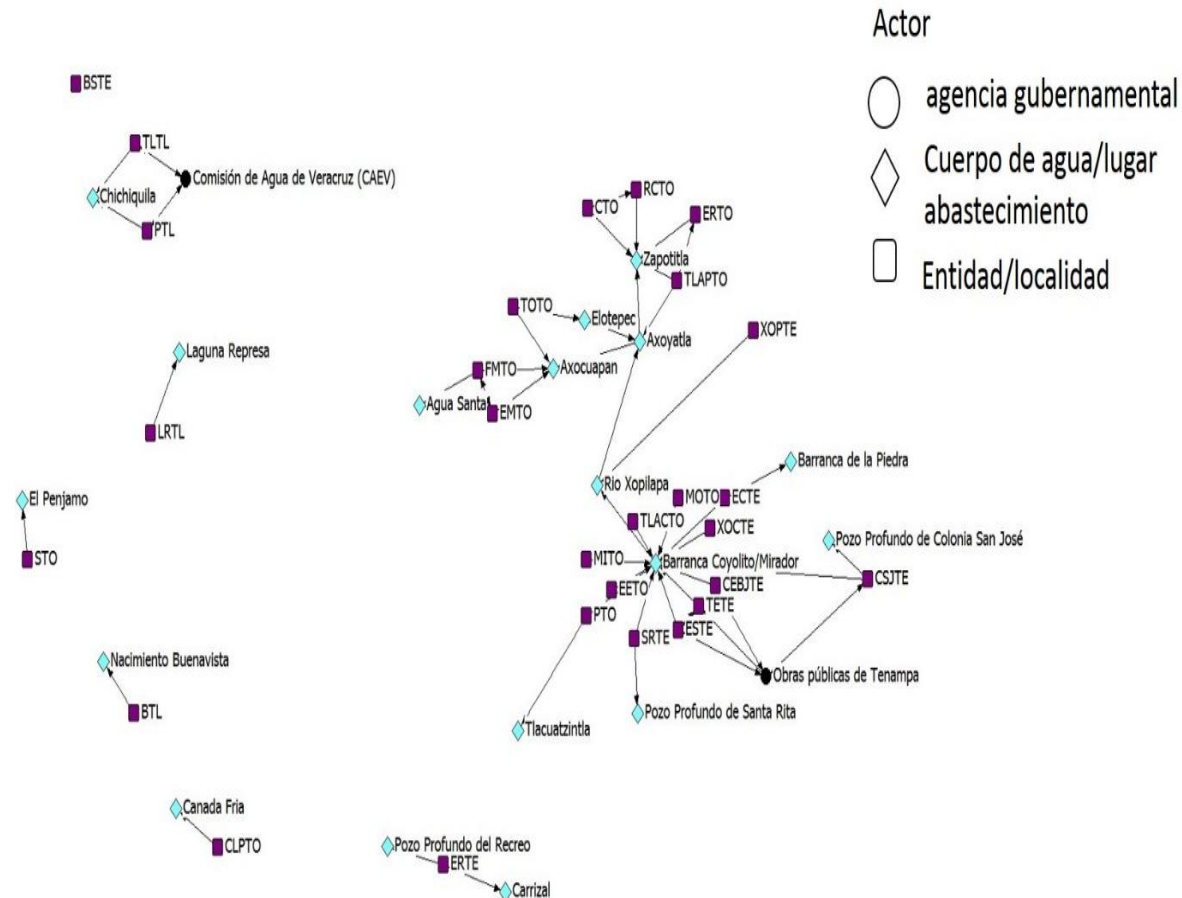 Actor
agencia gubernamental
Cuerpo de agua/lugar
abastecimiento
Entidad/localidad
BSTE
TLTL
Comisión de Agua de Veracruz (CAEV)
Chichiquila
PTL
RCTO
CTO
ERTO
Zapotitla
TLAPTO
TOTO
Elotepec
XOPTE
Axoyatla
Laguna Represa
FMTO
Axocuapan
Agua Santa
EMTO
LRTL
Barranca de la Piedra
Rio Xopilapa
El Penjamo
MOTO
ECTE
TLACTO
XOCTE
Pozo Profundo de Colonia San José
STO
MITO
Barranca Coyolito/Mirador
CSJTE
EETO
CEBJTE
PTO
TETE
SRTE
ESTE
Nacimiento Buenavista
Obras públicas de Tenampa
BTL
Pozo Profundo de Santa Rita
Tlacuatzintla
Canada Fria
CLPTO
Pozo Profundo del Recreo
ERTE
Carrizal